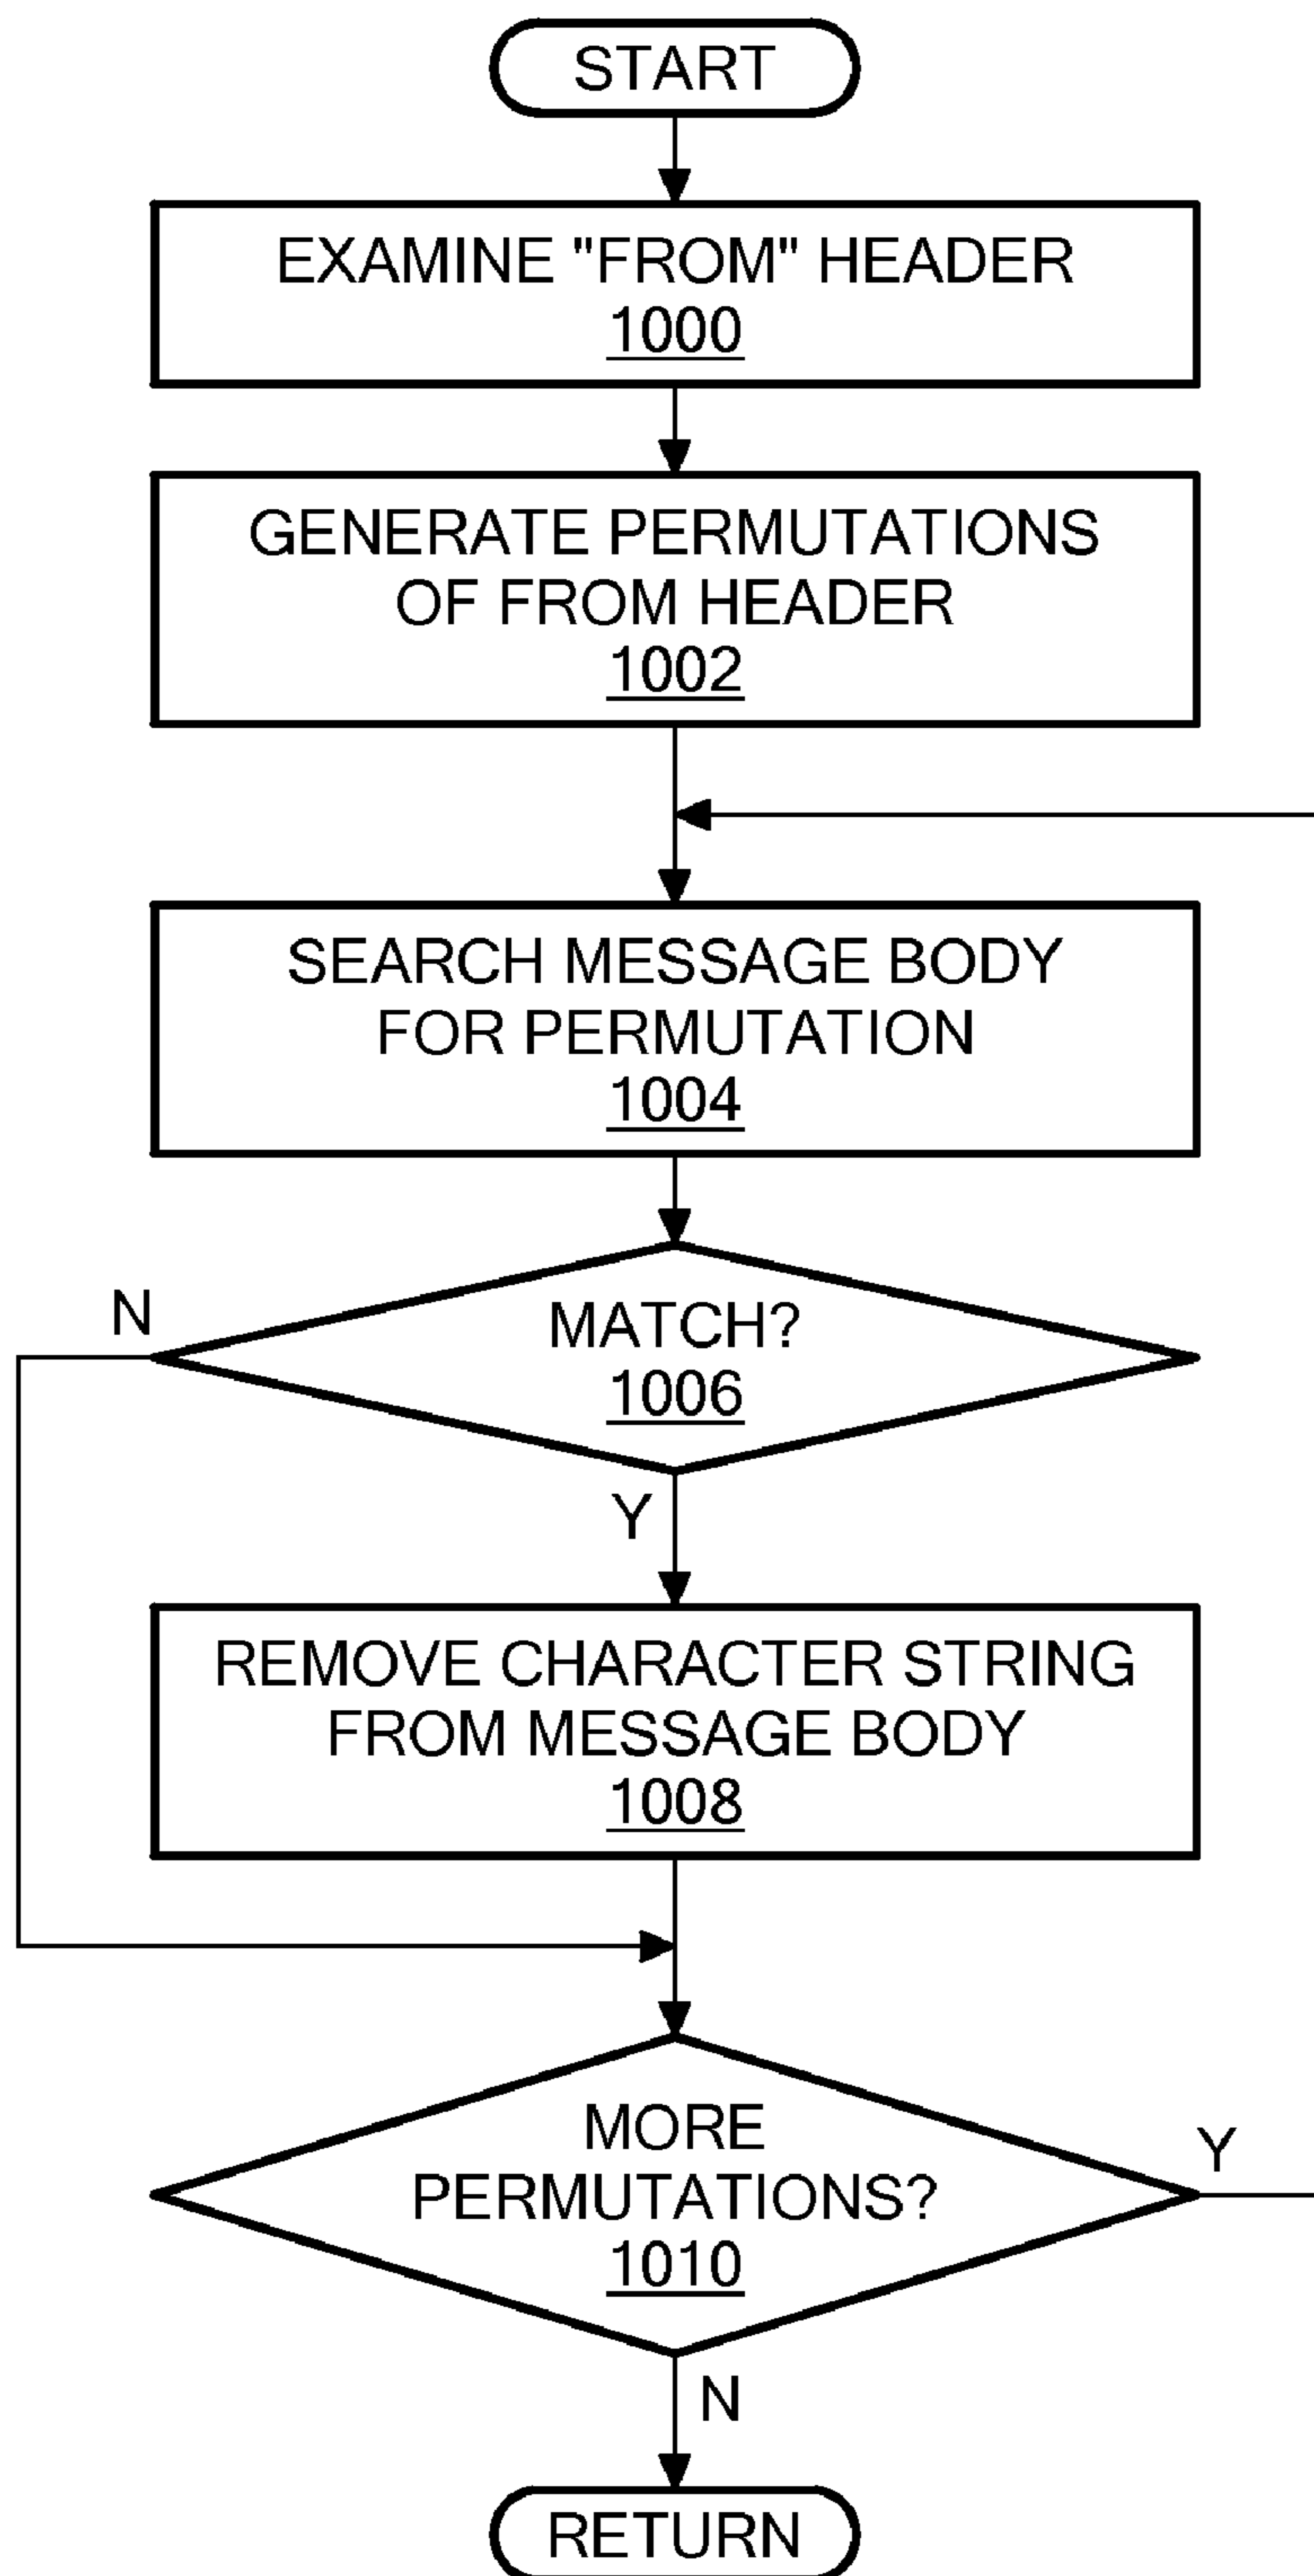 START
EXAMINE "FROM" HEADER
1000
GENERATE PERMUTATIONS
OF FROM HEADER
1002
SEARCH MESSAGE BODY
FOR PERMUTATION
1004
N
MATCH?
1006
Y
REMOVE CHARACTER STRING
FROM MESSAGE BODY
1008
MORE
PERMUTATIONS?
1010
Y
N
RETURN